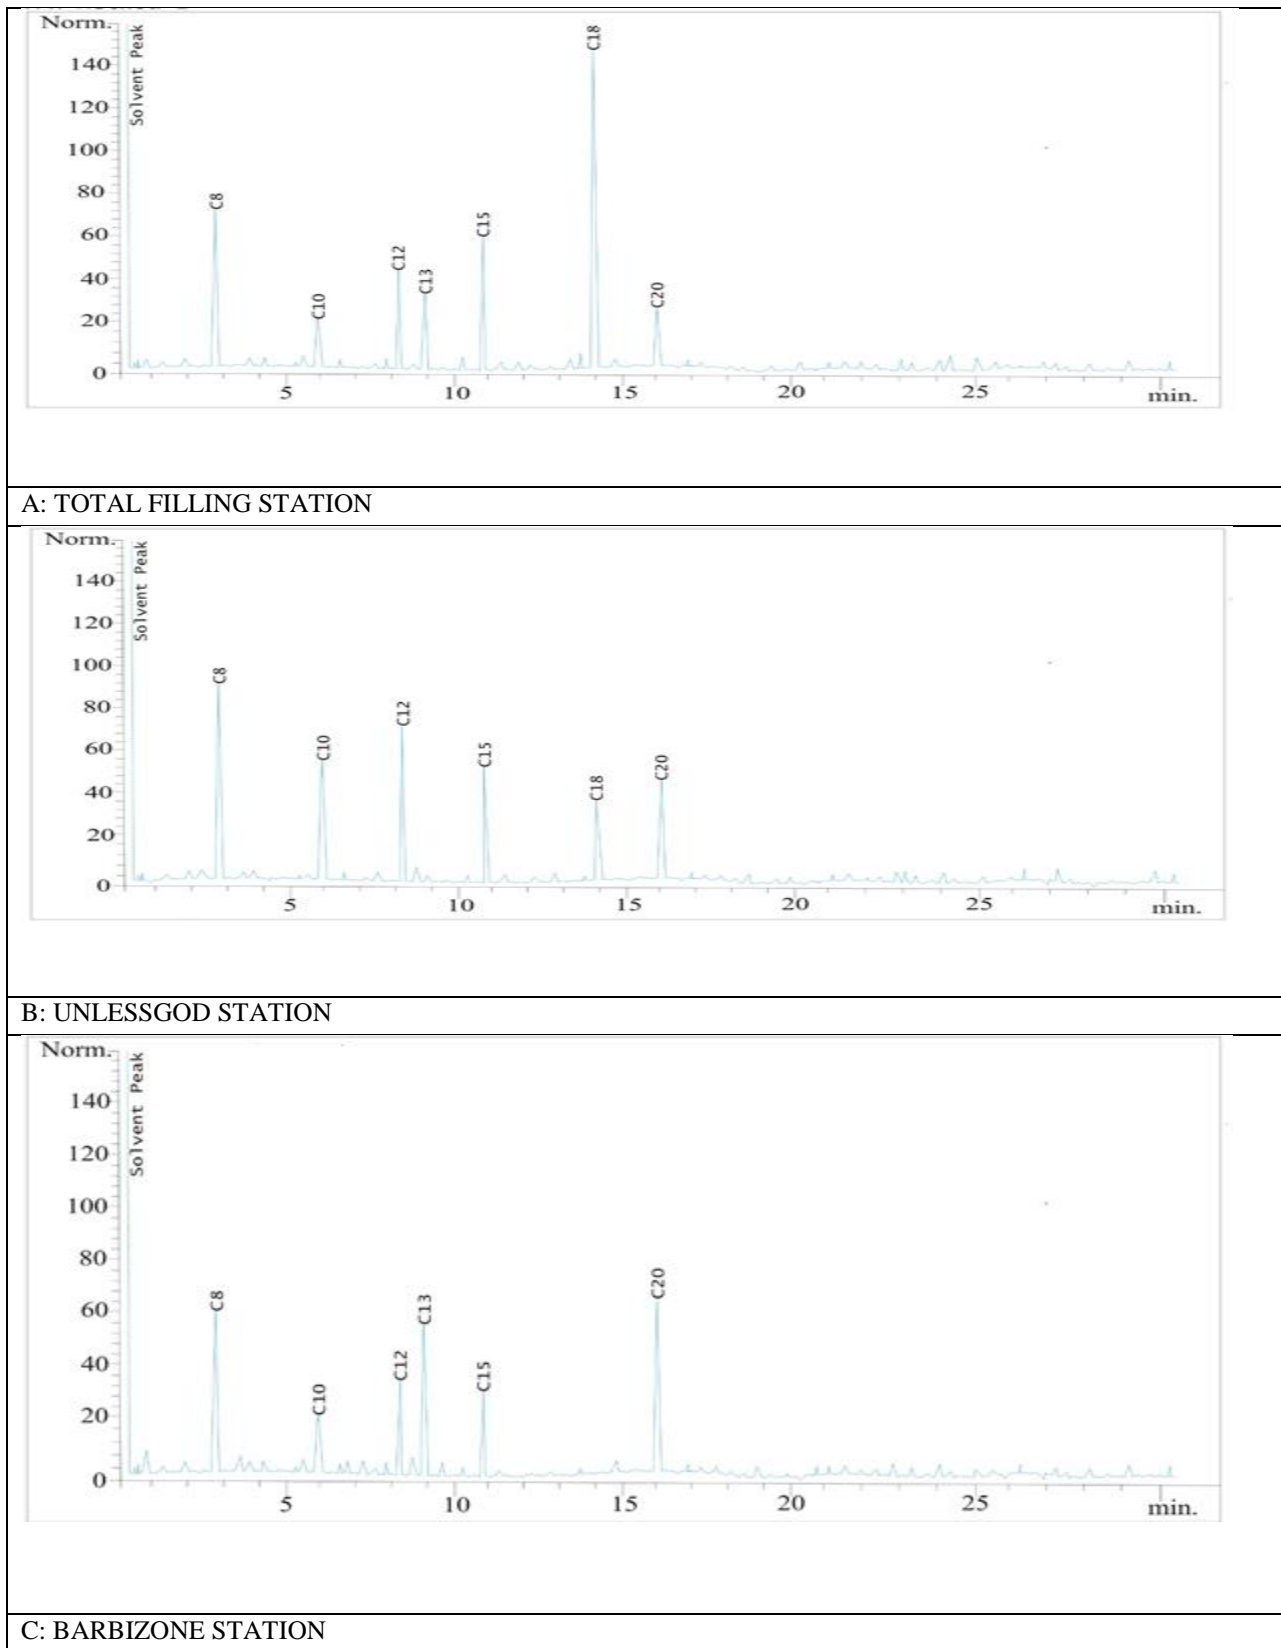 Norm.
Solvent Peak
140
120
100
80
60
40
20
0
C8
C10
C12
C13
C15
C18
C20
5
10
15
20
25
min.
A: TOTAL FILLING STATION
Norm.
Solvent Peak
140
120
100
80
60
40
20
0
C8
C10
C12
C15
C18
C20
5
10
15
20
25
min.
B: UNLESSGOD STATION
Norm.
Solvent Peak
140
120
100
80
60
40
20
0
C8
C10
C12
C13
C15
C20
5
10
15
20
25
min.
C: BARBIZONE STATION